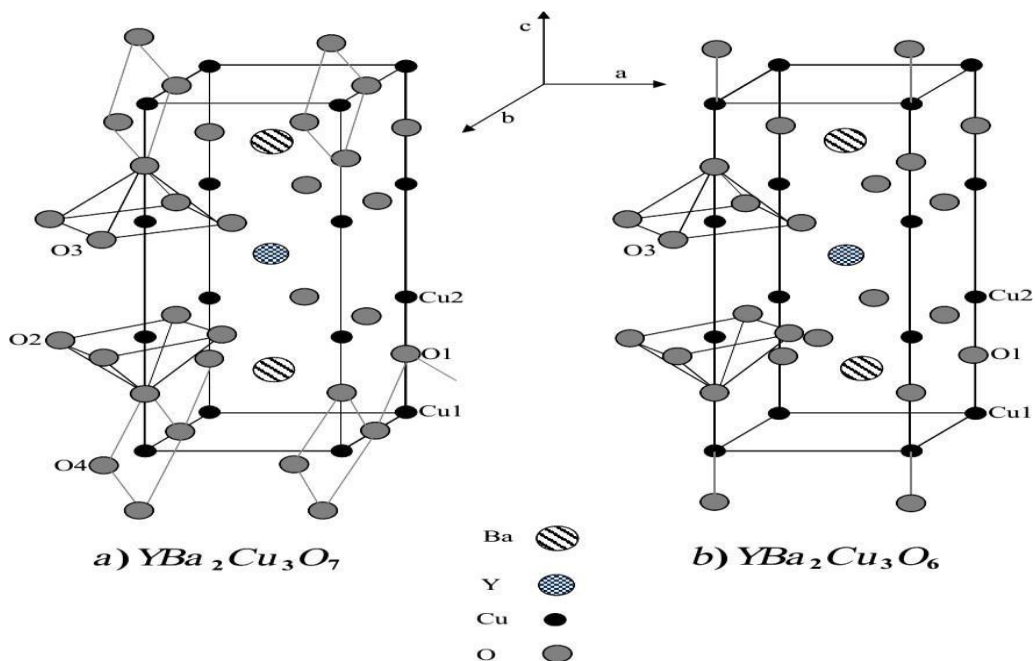 c
a
b
O3
Cu2
O2
O1
Cu1
O4
a) YBa₂Cu₃O₇
O3
Cu2
O1
Cu1
b) YBa₂Cu₃O₆
Ba
Y
Cu
O